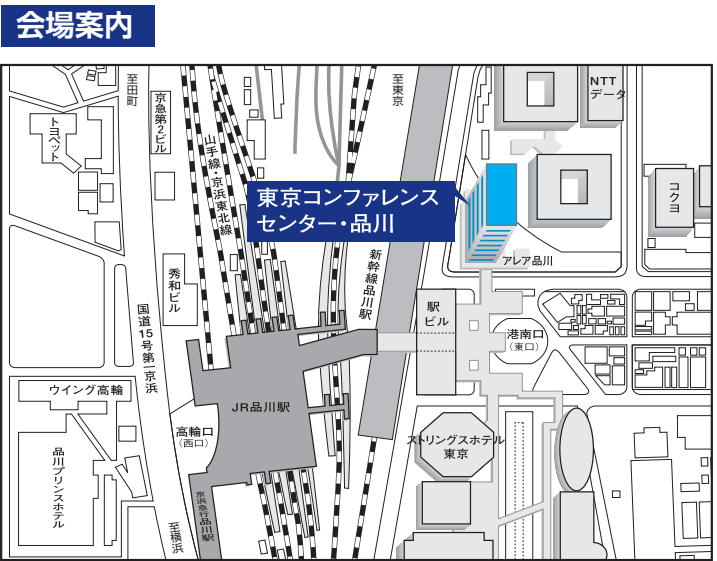 会場案内
至田町
至東京
NTT
データ
トヨペット
京急第2ビル
山手線・京浜東北線
東京コンファレンス
センター・品川
コクヨ
アレア品川
新幹線品川駅
秀和ビル
国道15号第一京浜
駅
ビル
港南口
(東口)
ウイング高輪
JR品川駅
高輪口
(西口)
ストリングスホテル
東京
品川プリンスホテル
京浜急行品川駅
至横浜